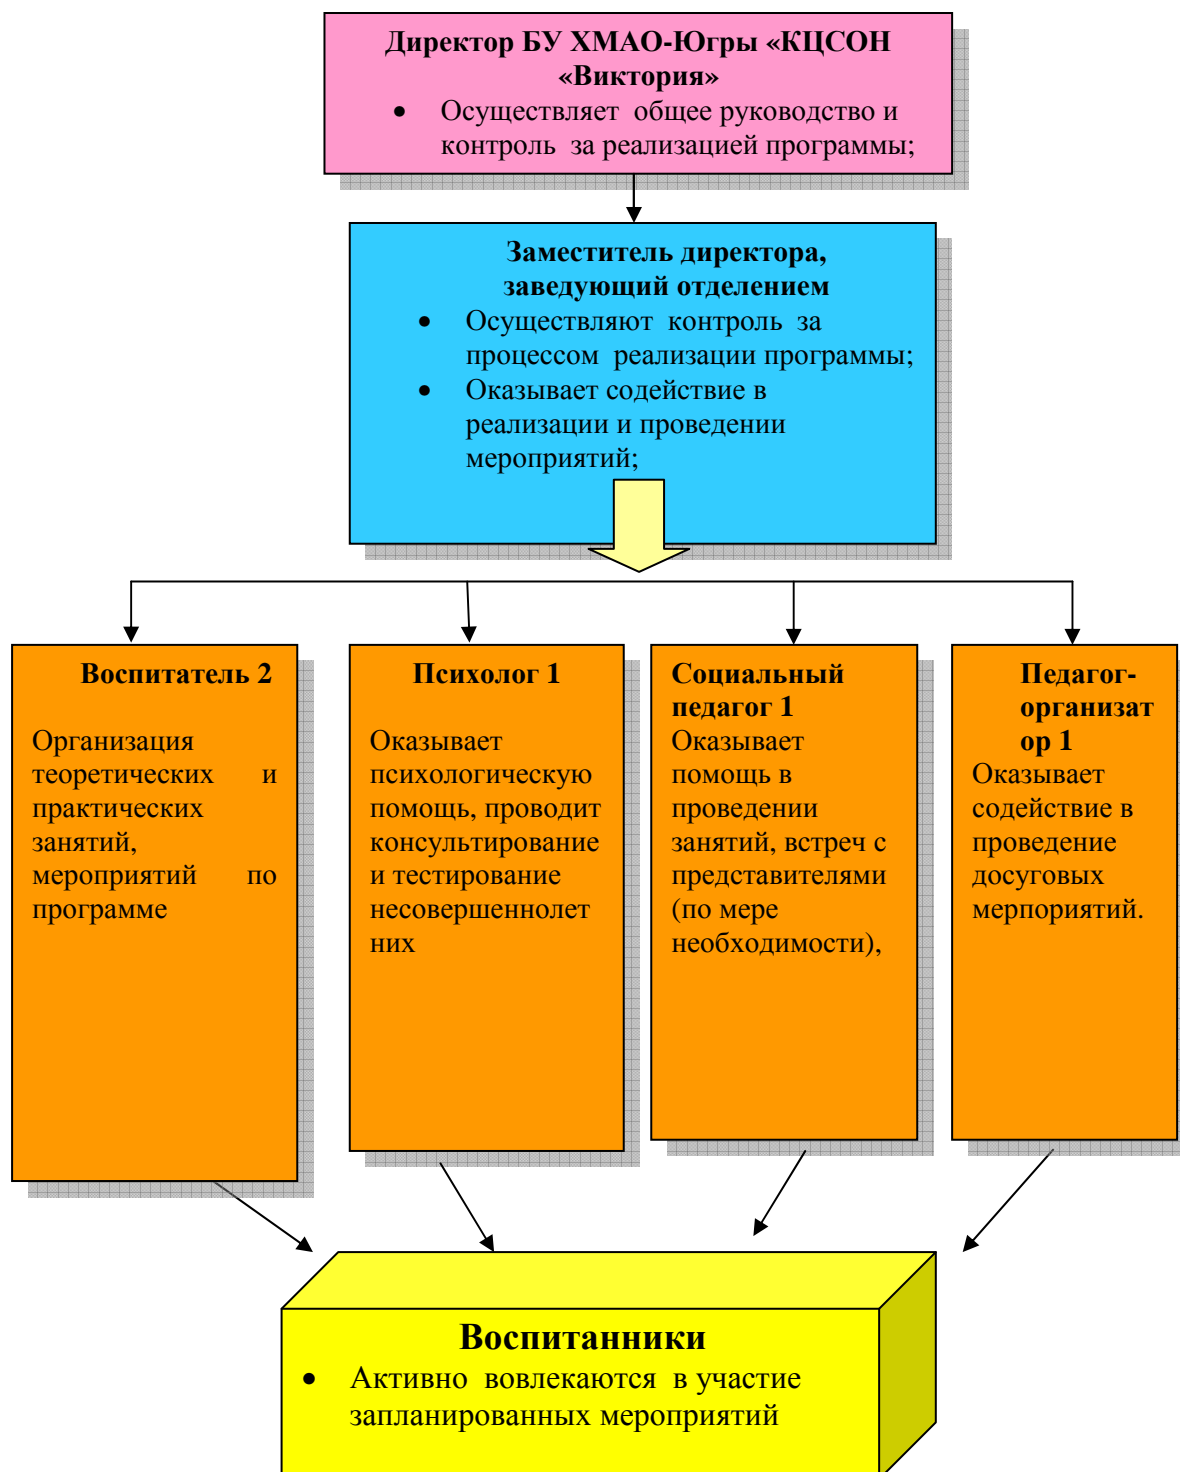 Директор БУ ХМАО-Югры «КЦСОН
«Виктория»
• Осуществляет общее руководство и
контроль за реализацией программы;
Заместитель директора,
заведующий отделением
• Осуществляют контроль за
процессом реализации программы;
• Оказывает содействие в
реализации и проведении
мероприятий;
Воспитатель 2
Организация
теоретических и
практических
занятий,
мероприятий по
программе
Психолог 1
Оказывает
психологическую
помощь, проводит
консультирование
и тестирование
несовершеннолет
них
Социальный
педагог 1
Оказывает
помощь в
проведении
занятий, встреч с
представителями
(по мере
необходимости),
Педагог-
организат
ор 1
Оказывает
содействие в
проведение
досуговых
мерпориятий.
Воспитанники
• Активно вовлекаются в участие
запланированных мероприятий